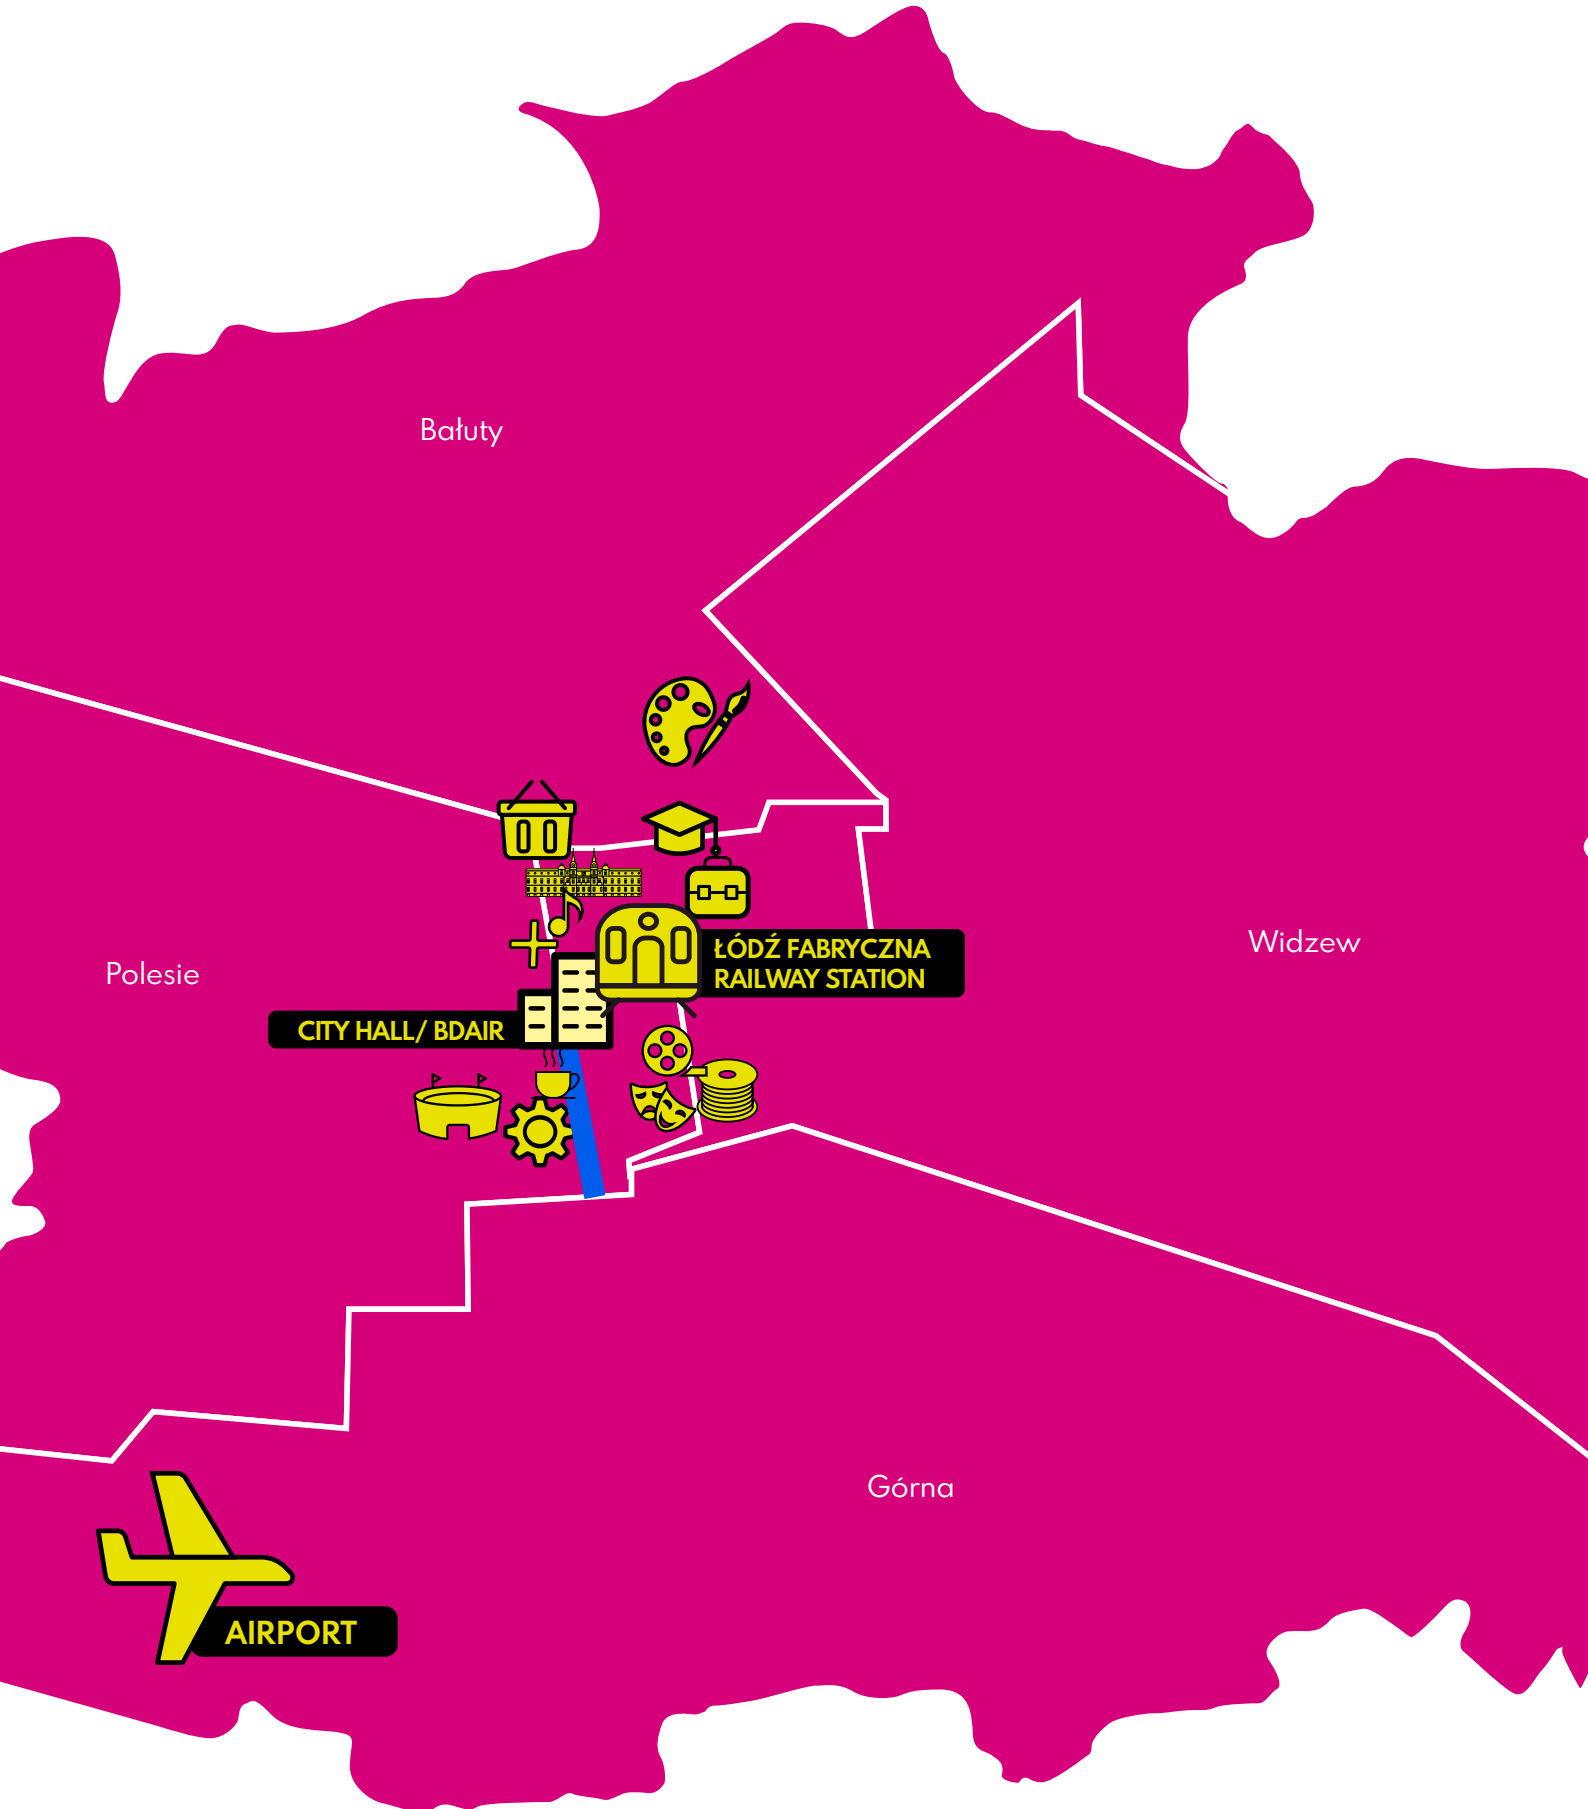 Bałuty
Widzew
ŁÓDŹ FABRYCZNA
RAILWAY STATION
Polesie
CITY HALL/ BDAIR
Górna
AIRPORT